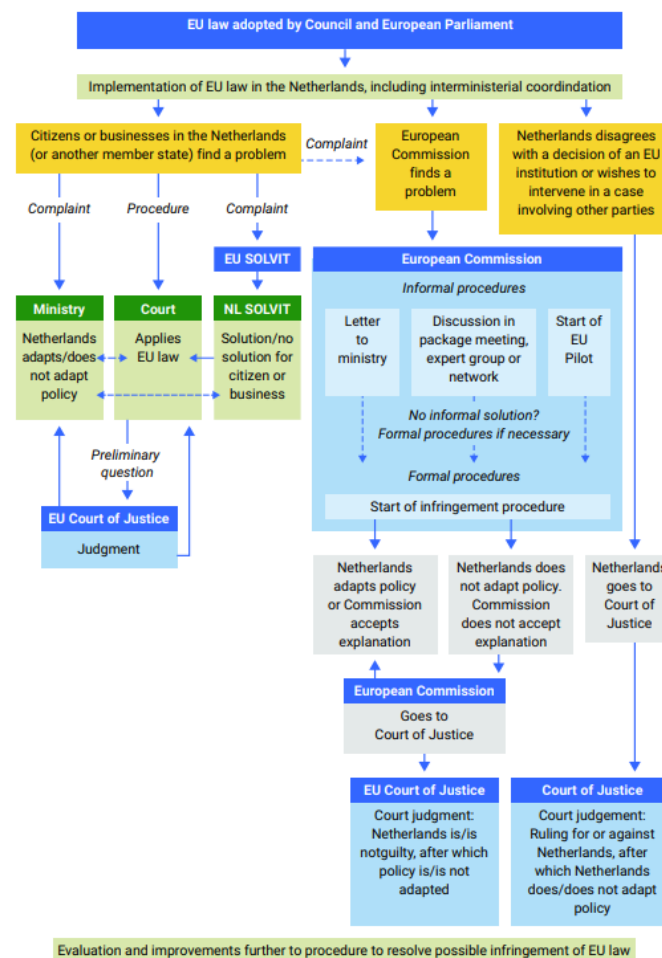 EU law adopted by Council and European Parliament
Implementation of EU law in the Netherlands, including interministerial coordindation
Citizens or businesses in the Netherlands
(or another member state) find a problem
Complaint
European
Commission
finds a
problem
Netherlands disagrees
with a decision of an EU
institution or wishes to
intervene in a case
involving other parties
Complaint
Procedure
Complaint
EU SOLVIT
Ministry
Netherlands
adapts/does
not adapt
policy
Court
Applies
EU law
NL SOLVIT
Solution/no
solution for
citizen or
business
Preliminary
question
EU Court of Justice
Judgment
European Commission
Informal procedures
Letter
to
ministry
Discussion in
package meeting,
expert group or
network
Start of
EU
Pilot
No informal solution?
Formal procedures if necessary
Formal procedures
Start of infringement procedure
Netherlands
adapts policy
or Commission
accepts
explanation
Netherlands does
not adapt policy.
Commission
does not accept
explanation
Netherlands
goes to
Court of
Justice
European Commission
Goes to
Court of Justice
EU Court of Justice
Court judgment:
Netherlands is/is
notguilty, after which
policy is/is not
adapted
Court of Justice
Court judgement:
Ruling for or against
Netherlands, after
which Netherlands
does/does not adapt
policy
Evaluation and improvements further to procedure to resolve possible infringement of EU law